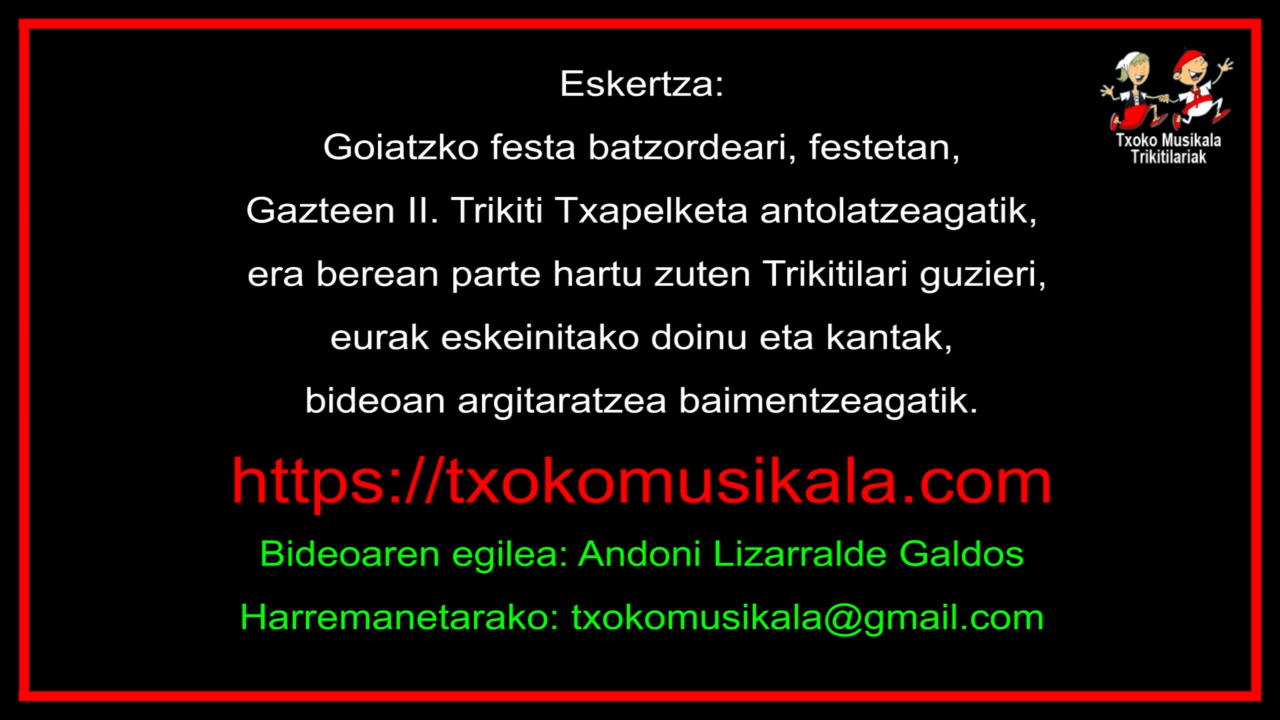 Eskertza:
Goiatzko festa batzordeari, festetan,
Gazteen II. Trikiti Txapelketa antolatzeagatik,
era berean parte hartu zuten Trikitilari guzieri,
eurak eskeinitako doinu eta kantak,
bideoan argitaratzea baimentzeagatik.
https://txokomusikala.com
Bideoaren egilea: Andoni Lizarralde Galdos
Harremanetarako: txokomusikala@gmail.com
Txoko Musikala
Trikitilariak